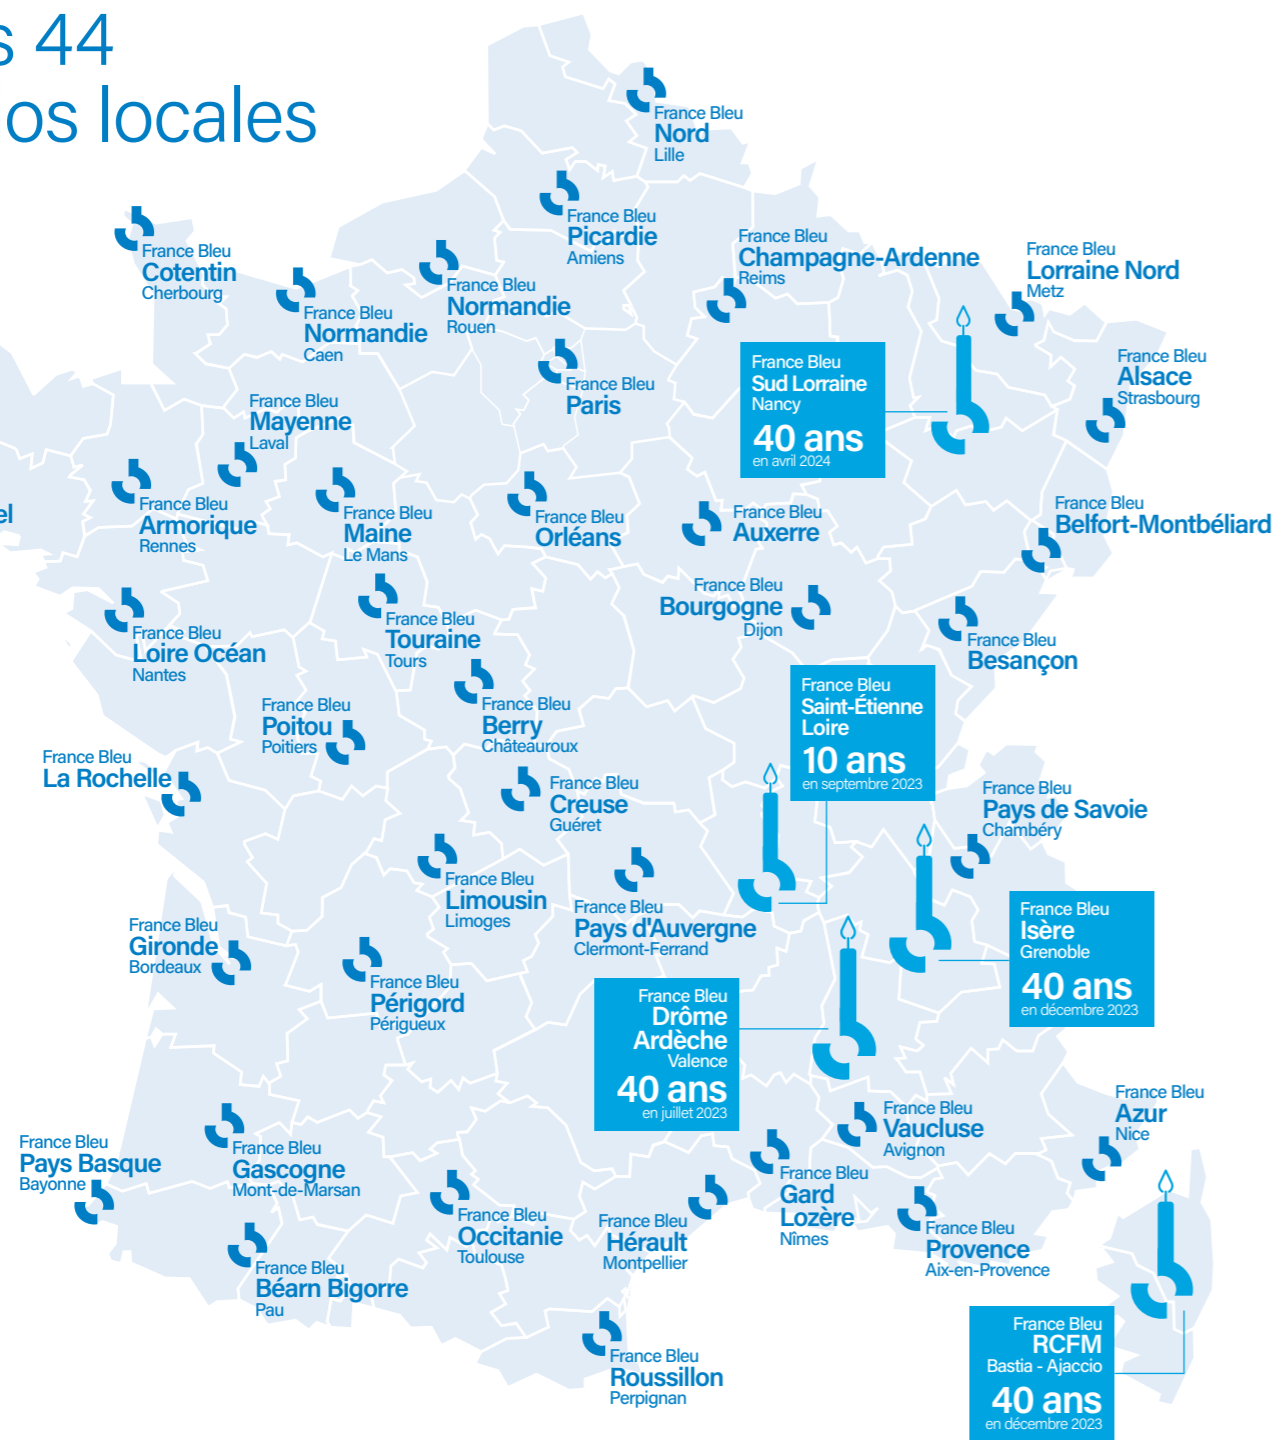 s 44
os locales
France Bleu
Nord
Lille
France Bleu
Picardie
Amiens
France Bleu
Cotentin
Cherbourg
France Bleu
Normandie
Caen
France Bleu
Normandie
Rouen
France Bleu
Champagne-Ardenne
Reims
France Bleu
Lorraine Nord
Metz
France Bleu
Paris
France Bleu
Sud Lorraine
Nancy
40 ans
en avril 2024
France Bleu
Alsace
Strasbourg
France Bleu
Mayenne
Laval
el
France Bleu
Armorique
Rennes
France Bleu
Maine
Le Mans
France Bleu
Orléans
France Bleu
Auxerre
France Bleu
Belfort-Montbéliard
France Bleu
Bourgogne
Dijon
France Bleu
Besançon
France Bleu
Loire Océan
Nantes
France Bleu
Touraine
Tours
France Bleu
Poitou
Poitiers
France Bleu
Berry
Châteauroux
France Bleu
Saint-Étienne
Loire
10 ans
en septembre 2023
France Bleu
La Rochelle
France Bleu
Creuse
Guéret
France Bleu
Pays de Savoie
Chambéry
France Bleu
Limousin
Limoges
France Bleu
Pays d'Auvergne
Clermont-Ferrand
France Bleu
Isère
Grenoble
40 ans
en décembre 2023
France Bleu
Gironde
Bordeaux
France Bleu
Périgord
Périgueux
France Bleu
Drôme
Ardèche
Valence
40 ans
en juillet 2023
France Bleu
Vaucluse
Avignon
France Bleu
Azur
Nice
France Bleu
Pays Basque
Bayonne
France Bleu
Gascogne
Mont-de-Marsan
France Bleu
Occitanie
Toulouse
France Bleu
Hérault
Montpellier
France Bleu
Gard
Lozère
Nîmes
France Bleu
Provence
Aix-en-Provence
France Bleu
Béarn Bigorre
Pau
France Bleu
Roussillon
Perpignan
France Bleu
RCFM
Bastia - Ajaccio
40 ans
en décembre 2023